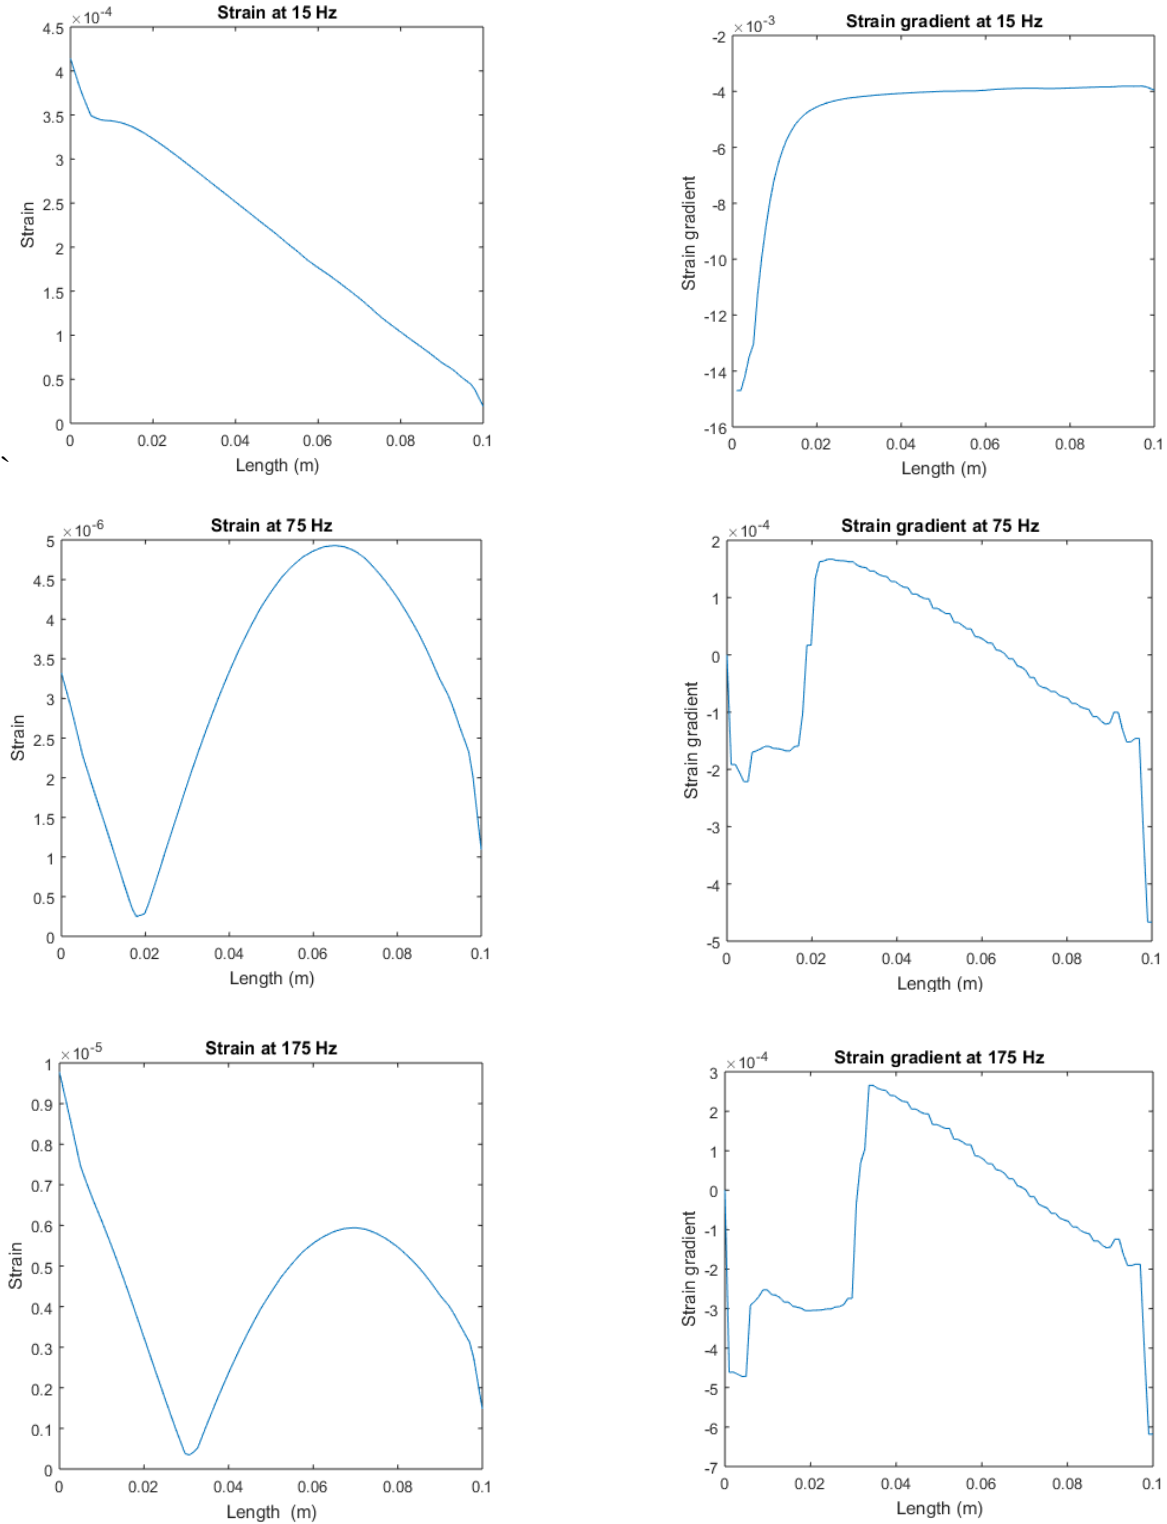 Strain at 15 Hz
×10-4
4.5
4
3.5
3
2.5
2
1.5
1
0.5
0
Strain
0 0.02 0.04 0.06 0.08 0.1
Length (m)
Strain gradient at 15 Hz
×10-3
-2
-4
-6
-8
-10
-12
-14
-16
Strain gradient
0 0.02 0.04 0.06 0.08 0.1
Length (m)
`
Strain at 75 Hz
×10-6
5
4.5
4
3.5
3
2.5
2
1.5
1
0.5
0
Strain
0 0.02 0.04 0.06 0.08 0.1
Length (m)
Strain gradient at 75 Hz
×10-4
2
1
0
-1
-2
-3
-4
-5
Strain gradient
0 0.02 0.04 0.06 0.08 0.1
Length (m)
Strain at 175 Hz
×10-5
1
0.9
0.8
0.7
0.6
0.5
0.4
0.3
0.2
0.1
0
Strain
0 0.02 0.04 0.06 0.08 0.1
Length (m)
Strain gradient at 175 Hz
×10-4
3
2
1
0
-1
-2
-3
-4
-5
-6
-7
Strain gradient
0 0.02 0.04 0.06 0.08 0.1
Length (m)